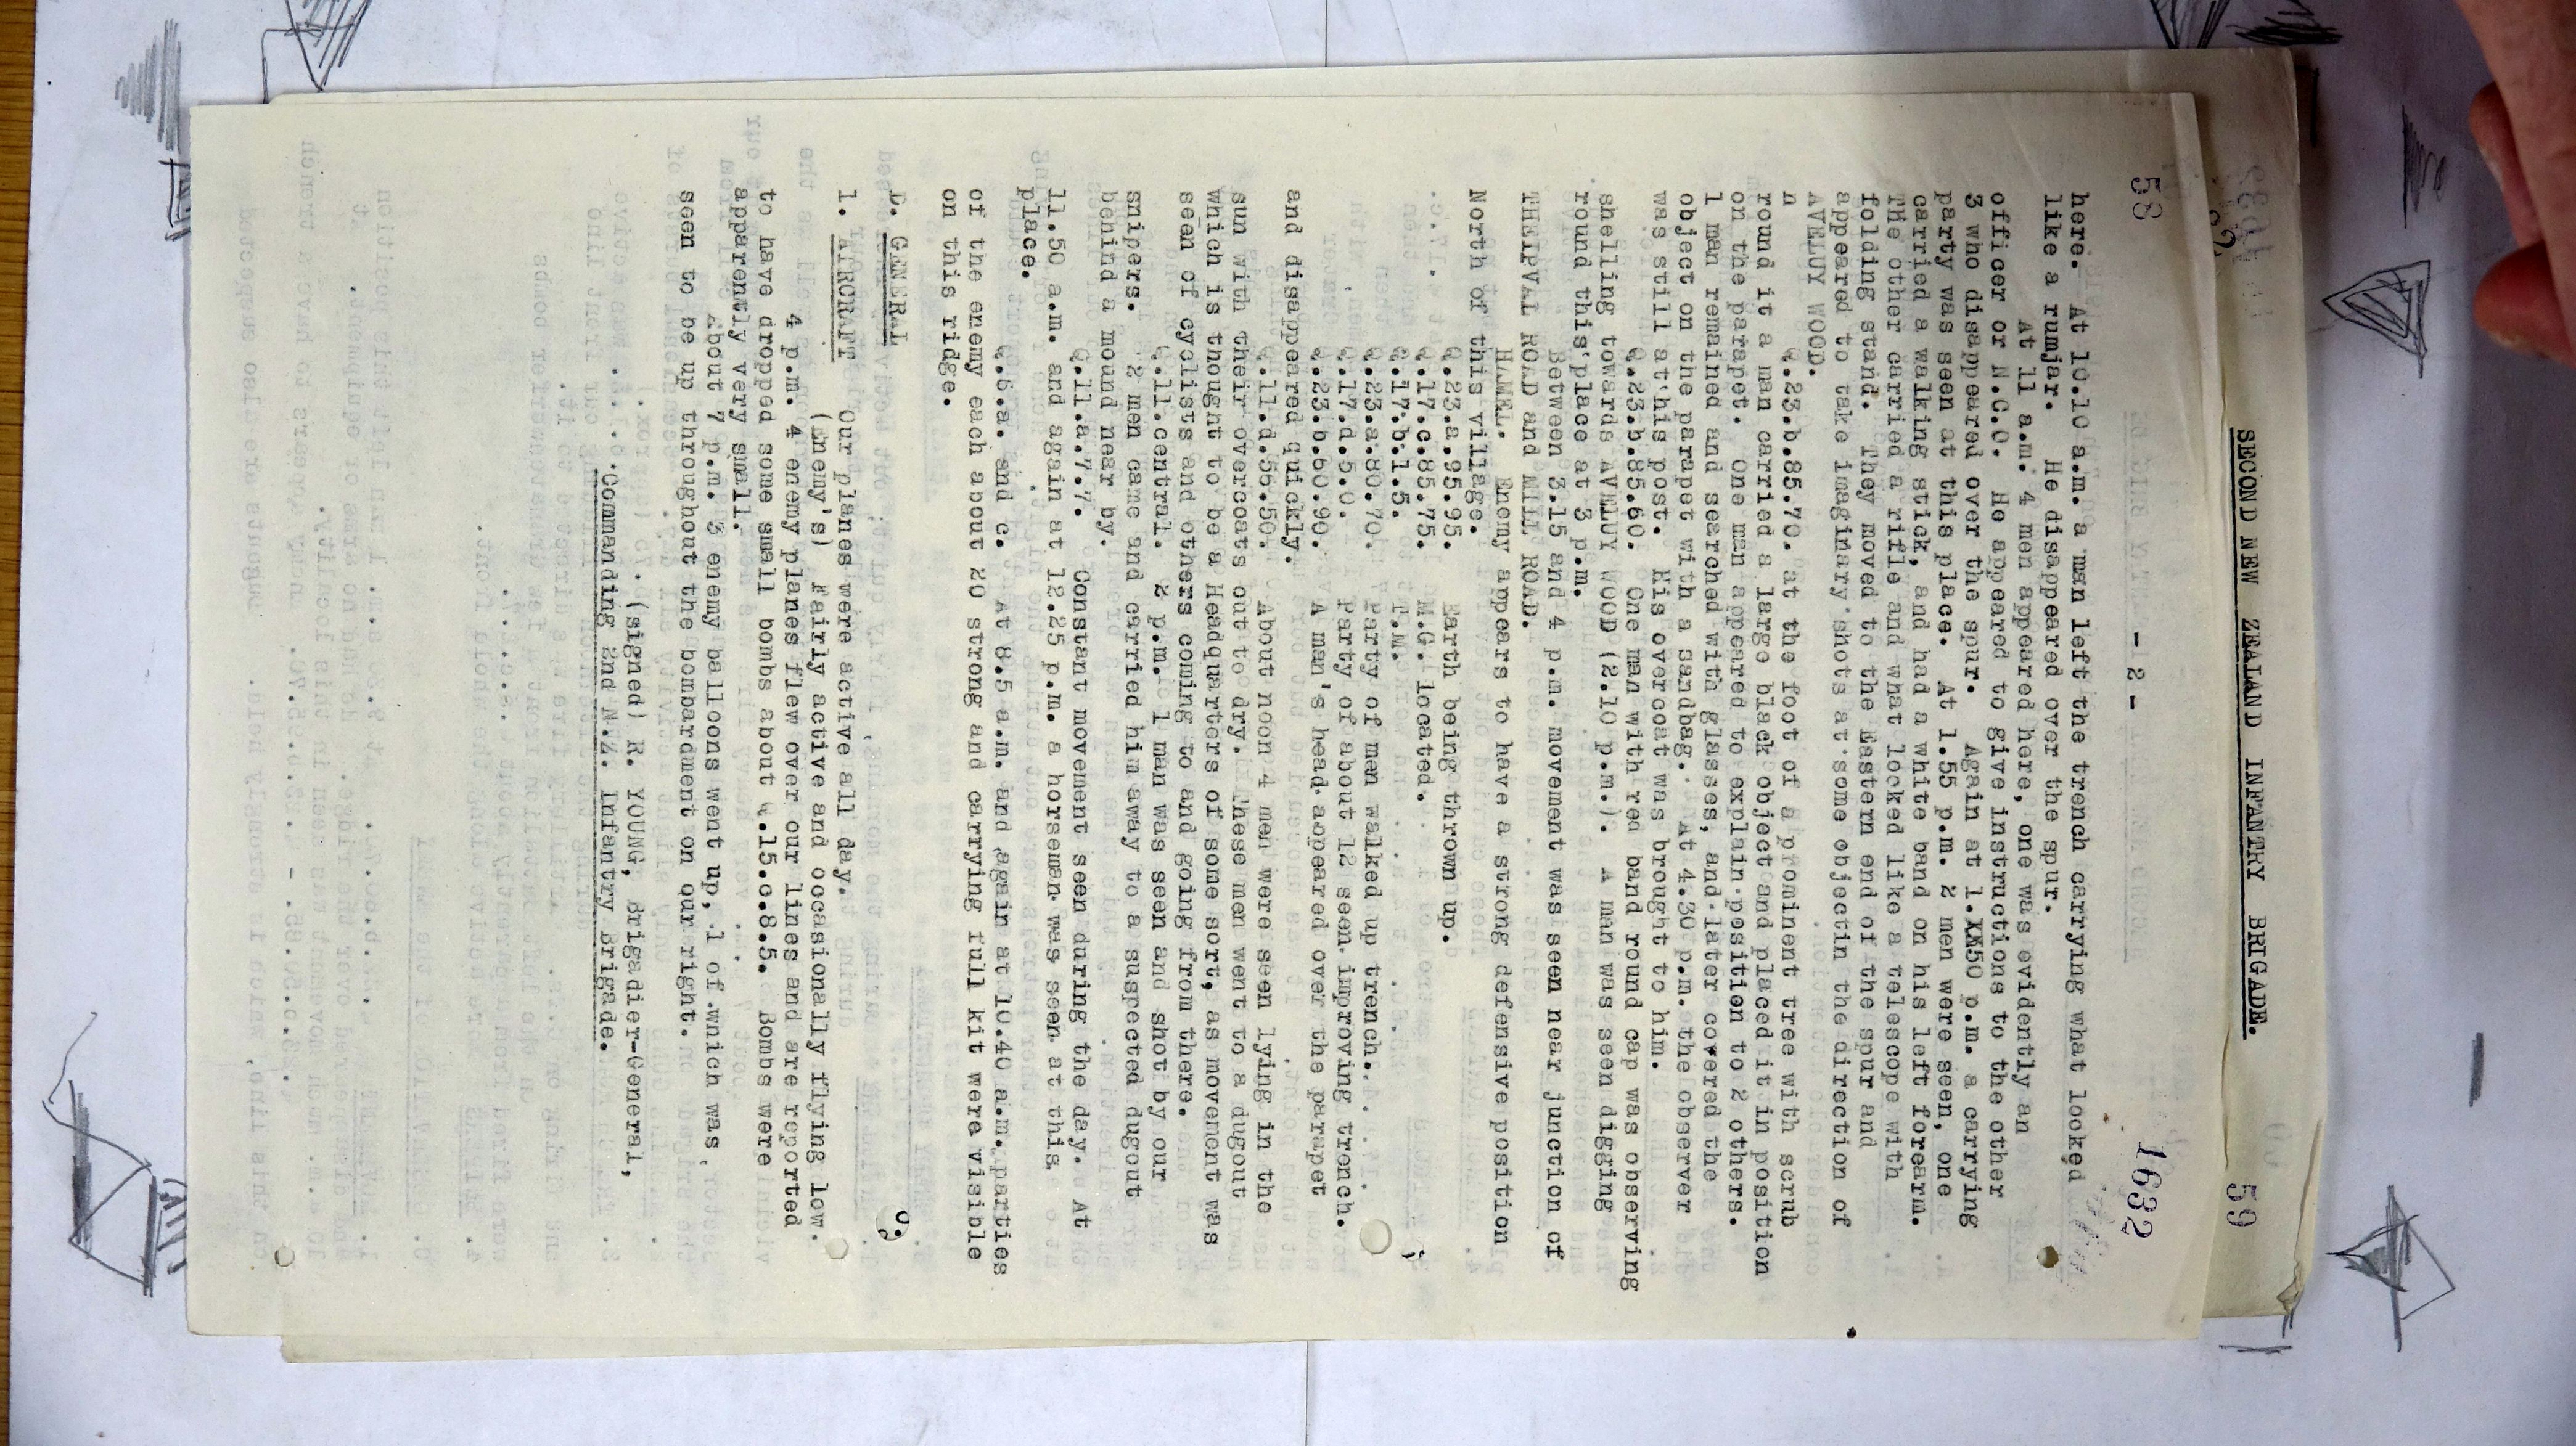 SECOND NEW ZEALAND INFANTRY BRIGADE.
59
58
- 2 -
1632
here. At 10.10 a.m. a man left the trench carrying what looked
like a rumjar. He disappeared over the spur.
At 11 a.m. 4 men appeared here, one was evidently an
officer or N.C.O. He appeared to give instructions to the other
3 who disappeared over the spur. Again at 1.XX50 p.m. a carrying
party was seen at this place. At 1.55 p.m. 2 men were seen, one
carried a walking stick, and had a white band on his left forearm.
The other carried a rifle and what locked like a telescope with
folding stand. They moved to the Eastern end of the spur and
appeared to take imaginary shots at some objectin the direction of
AVELUY WOOD.
n Q.23.b.85.70. at the foot of a prominent tree with scrub
round it a man carried a large black object and placed it in position
on the parapet. One man appeared to explain position to 2 others.
1 man remained and searched with glasses, and later covered the
object on the parapet with a sandbag. At 4.30 p.m. the observer
was still at his post. His overcoat was brought to him.
Q.23.b.85.60. One man with red band round cap was observing
shelling towards AVELUY WOOD (2.10 p.m.). A man was seen digging
round this place at 3 p.m.
Between 3.15 and 4 p.m. movement was seen near junction of
THEIPVAL ROAD and MILL ROAD.
HAMEL. Enemy appears to have a strong defensive position
North of this village.
Q.23.a.95.95. Earth being thrown up.
Q.17.c.85.75. M.G. located.
Q.17.b.1.5. T.M.
Q.23.a.80.70. Party of men walked up trench.
Q.17.d.5.0. Party of about 12 seen improving trench.
Q.23.b.60.90. A man's head appeared over the parapet
and disappeared quickly.
Q.11.d.56.50. About noon 4 men were seen lying in the
sun with their overcoats out to dry. These men went to a dugout
which is thought to be a Headquarters of some sort, as movement was
seen of cyclists and others coming to and going from there.
Q.11.central. 2 p.m. 1 man was seen and shot by our
snipers. 2 men came and carried him away to a suspected dugout
behind a mound near by.
Q.11.a.7.7. Constant movement seen during the day. At
11.50 a.m. and again at 12.25 p.m. a horseman was seen at this
place.
Q.5.a. and c. At 8.5 a.m. and again at 10.40 a.m. parties
of the enemy each about 20 strong and carrying full kit were visible
on this ridge.
D. GENERAL
1. AIRCRAFT Our planes were active all day.
(Enemy's) Fairly active and occasionally flying low.
4 p.m. 4 enemy planes flew over our lines and are reported
to have dropped some small bombs about Q.15.c.8.5. Bombs were
apparently very small.
About 7 p.m. 3 enemy balloons went up, 1 of which was
seen to be up throughout the bombardment on our right.
(signed) R. YOUNG, Brigadier-General,
Commanding 2nd N.Z. Infantry Brigade.